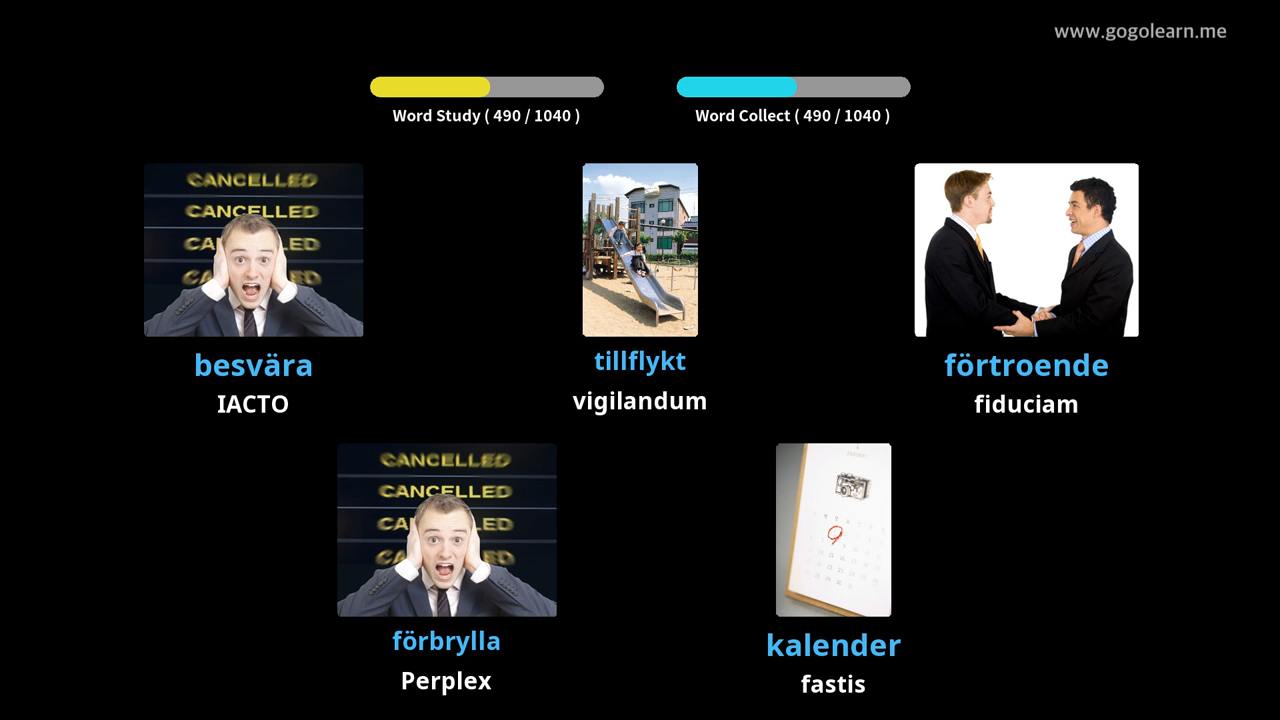 www.gogolearn.me
Word Study ( 490 / 1040 )
Word Collect ( 490 / 1040 )
CANCELLED
CANCELLED
besvära
IACTO
tillflykt
vigilandum
förtroende
fiduciam
CANCELLED
CANCELLED
9
förbrylla
Perplex
kalender
fastis